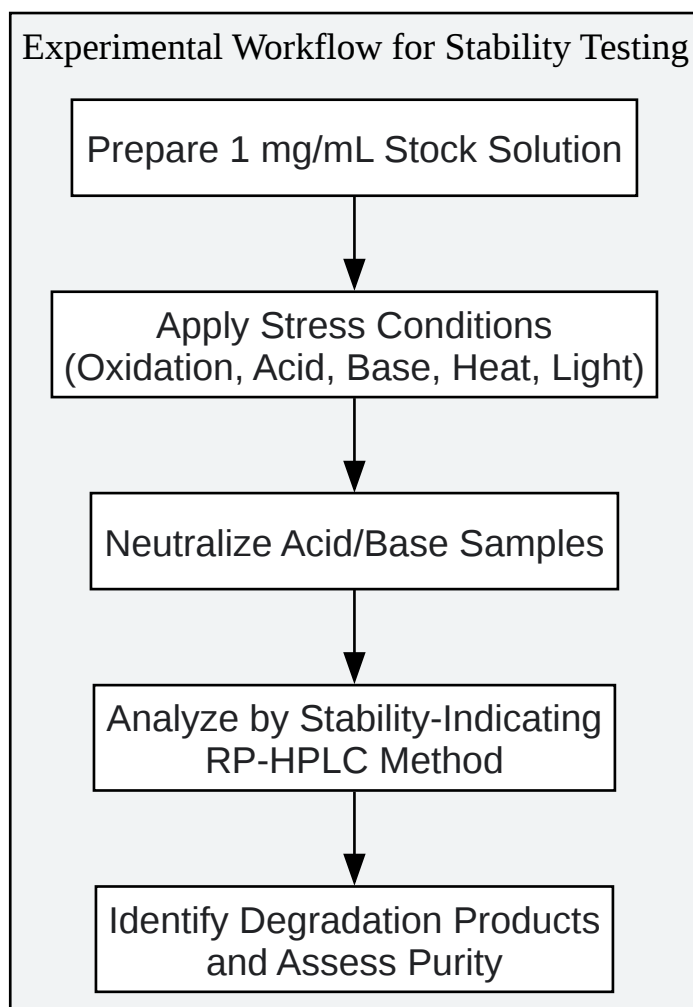 Experimental Workflow for Stability Testing
Prepare 1 mg/mL Stock Solution
Apply Stress Conditions
(Oxidation, Acid, Base, Heat, Light)
Neutralize Acid/Base Samples
Analyze by Stability-Indicating
RP-HPLC Method
Identify Degradation Products
and Assess Purity